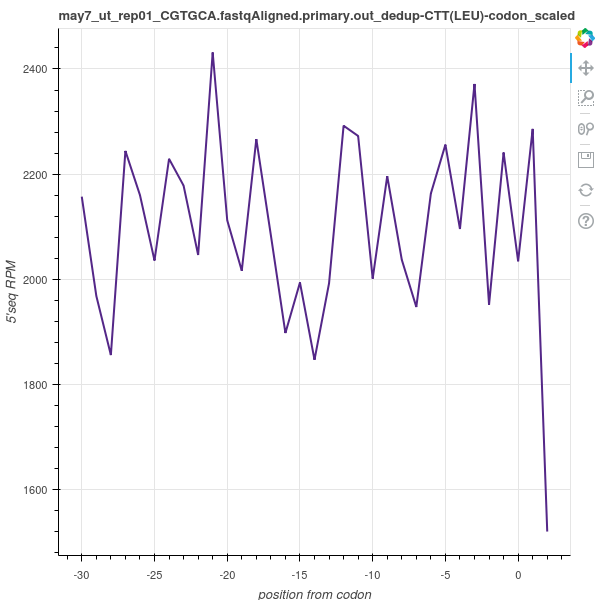 may7_ut_rep01_CGTGCA.fastqAligned.primary.out_dedup-CTT(LEU)-codon_scaled
2400
2200
2000
1800
1600
5'seq RPM
-30 -25 -20 -15 -10 -5 0
position from codon